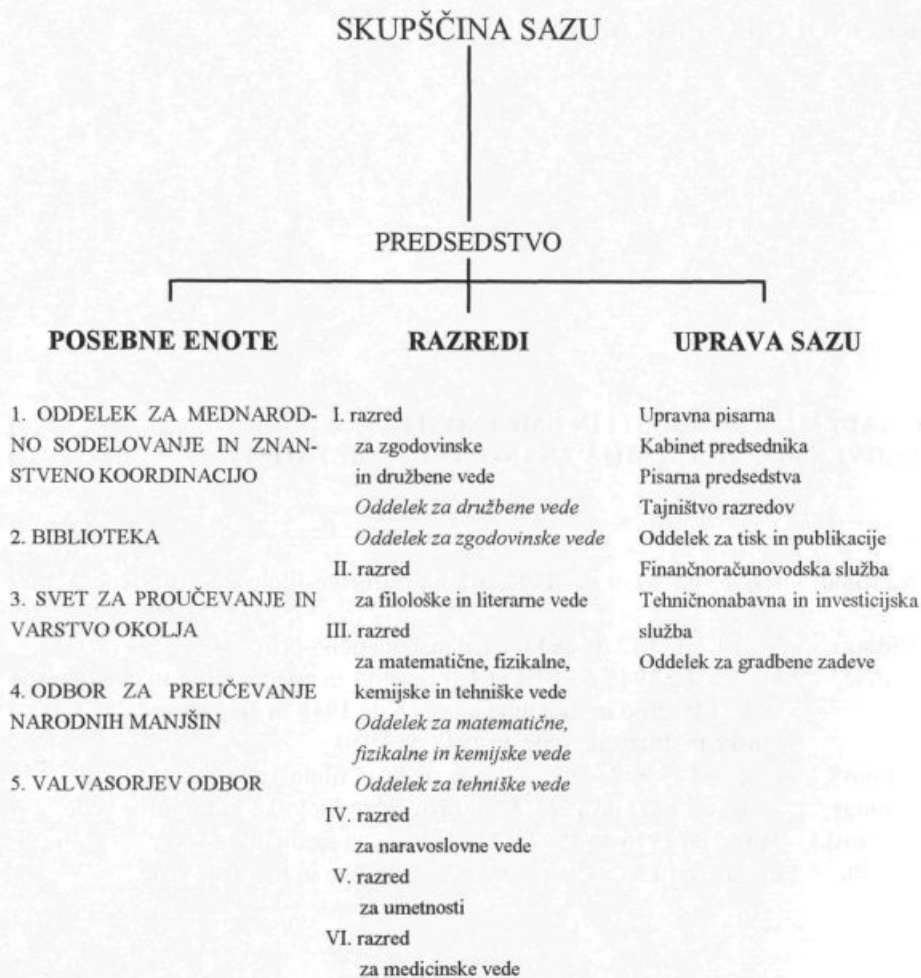 SKUPŠČINA SAZU
PREDSEDSTVO
POSEBNE ENOTE
1. ODDELEK ZA MEDNAROD-
NO SODELOVANJE IN ZNAN-
STVENO KOORDINACIJO
2. BIBLIOTEKA
3. SVET ZA PROUČEVANJE IN
VARSTVO OKOLJA
4. ODBOR ZA PREUČEVANJE
NARODNIH MANJŠIN
5. VALVASORJEV ODBOR
RAZREDI
I. razred
za zgodovinske
in družbene vede
Oddelek za družbene vede
Oddelek za zgodovinske vede
II. razred
za filološke in literarne vede
III. razred
za matematične, fizikalne,
kemijske in tehniške vede
Oddelek za matematične,
fizikalne in kemijske vede
Oddelek za tehniške vede
IV. razred
za naravoslovne vede
V. razred
za umetnosti
VI. razred
za medicinske vede
UPRAVA SAZU
Upravna pisarna
Kabinet predsednika
Pisarna predsedstva
Tajništvo razredov
Oddelek za tisk in publikacije
Finančnoračunovodska služba
Tehničnonabavna in investicijska
služba
Oddelek za gradbene zadeve